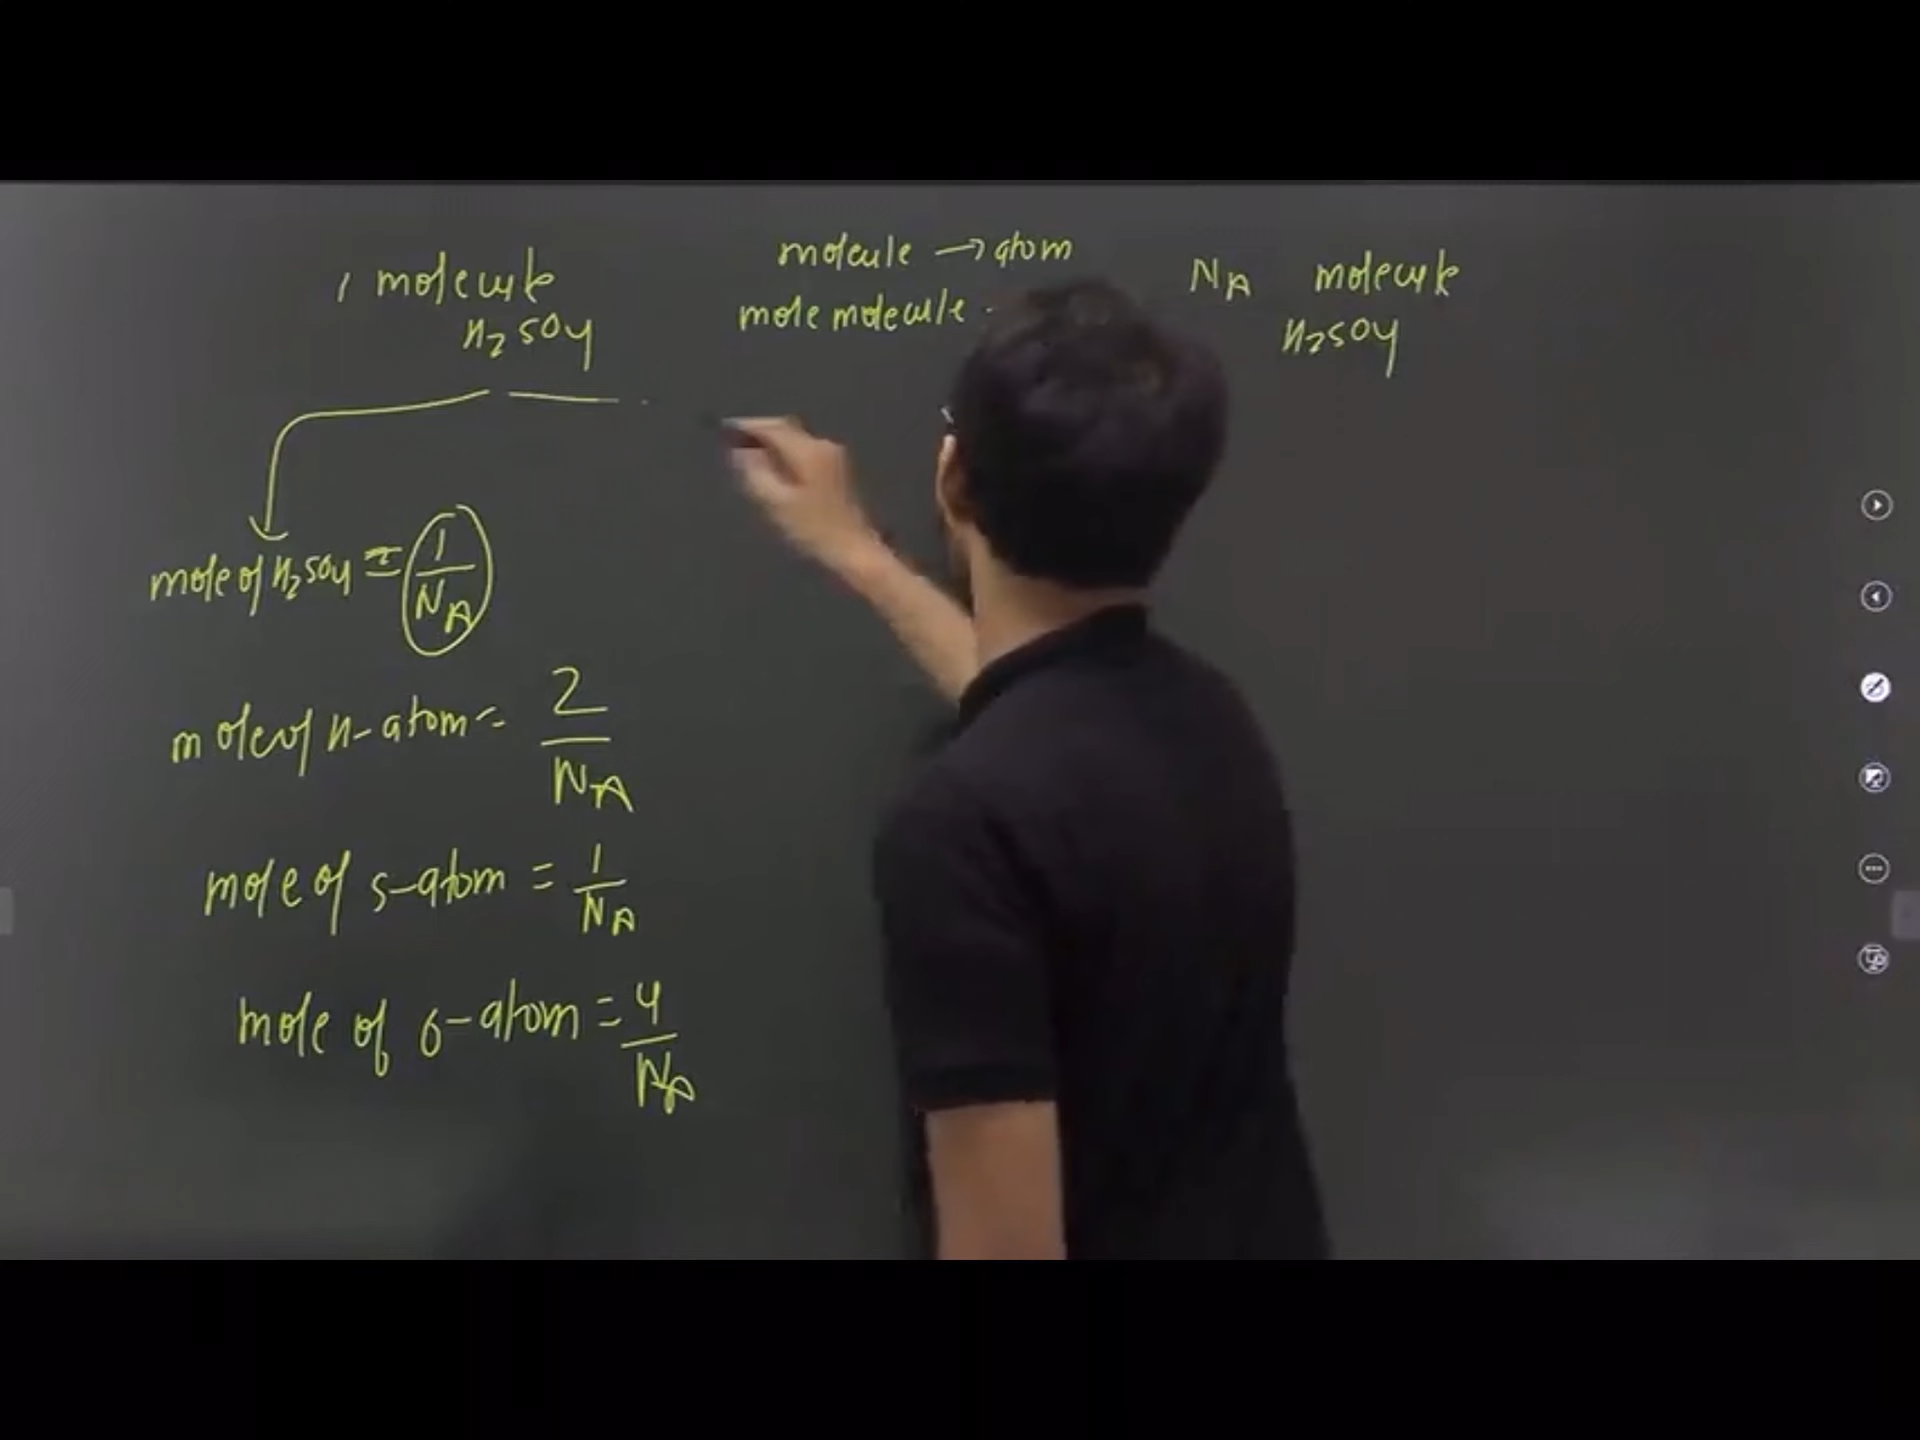 1 molecule
H2SO4
molecule → atom
mole molecule
NA molecule
H2SO4
mole of H2SO4 = 1/NA
mole of H-atom = 2/NA
mole of s-atom = 1/NA
mole of O-atom = 4/NA